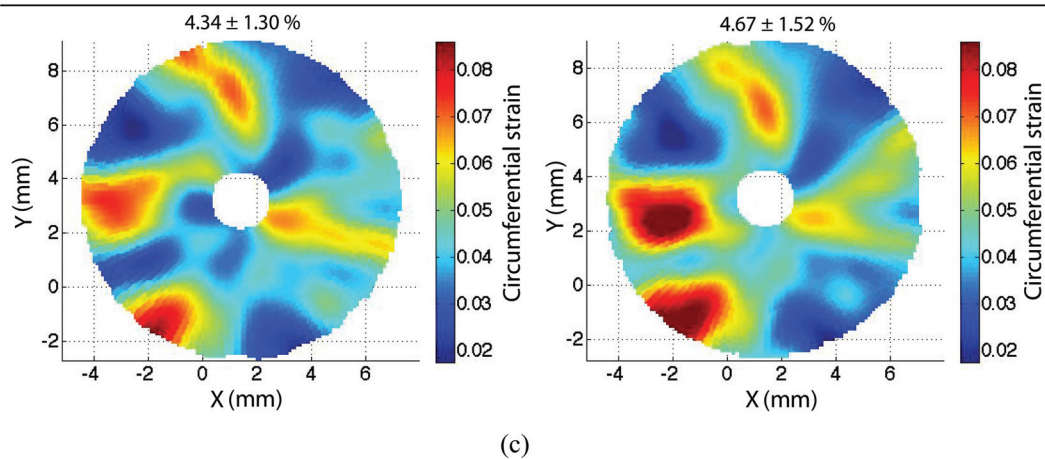 4.34 ± 1.30 %
8
6
4
2
0
-2
Y (mm)
-4 -2 0 2 4 6
X (mm)
0.08
0.07
0.06
0.05
0.04
0.03
0.02
Circumferential strain
4.67 ± 1.52 %
8
6
4
2
0
-2
Y (mm)
-4 -2 0 2 4 6
X (mm)
0.08
0.07
0.06
0.05
0.04
0.03
0.02
Circumferential strain
(c)